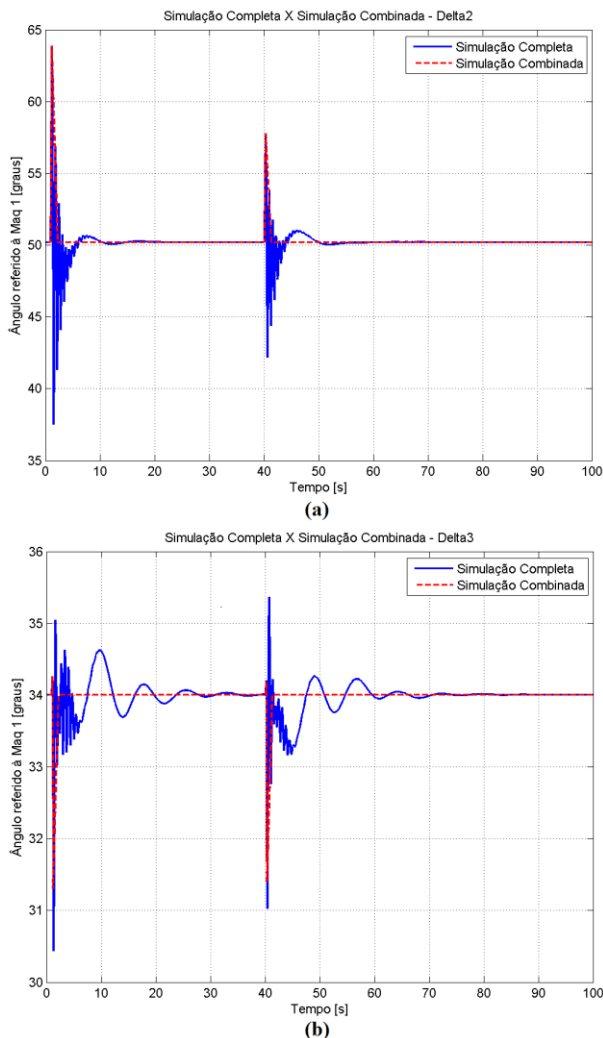 Simulação Completa X Simulação Combinada - Delta2
65
60
55
50
45
40
35
Ângulo referido à Maq 1 [graus]
Simulação Completa
Simulação Combinada
0 10 20 30 40 50 60 70 80 90 100
Tempo [s]
(a)
Simulação Completa X Simulação Combinada - Delta3
36
35
34
33
32
31
30
Ângulo referido à Maq 1 [graus]
Simulação Completa
Simulação Combinada
0 10 20 30 40 50 60 70 80 90 100
Tempo [s]
(b)